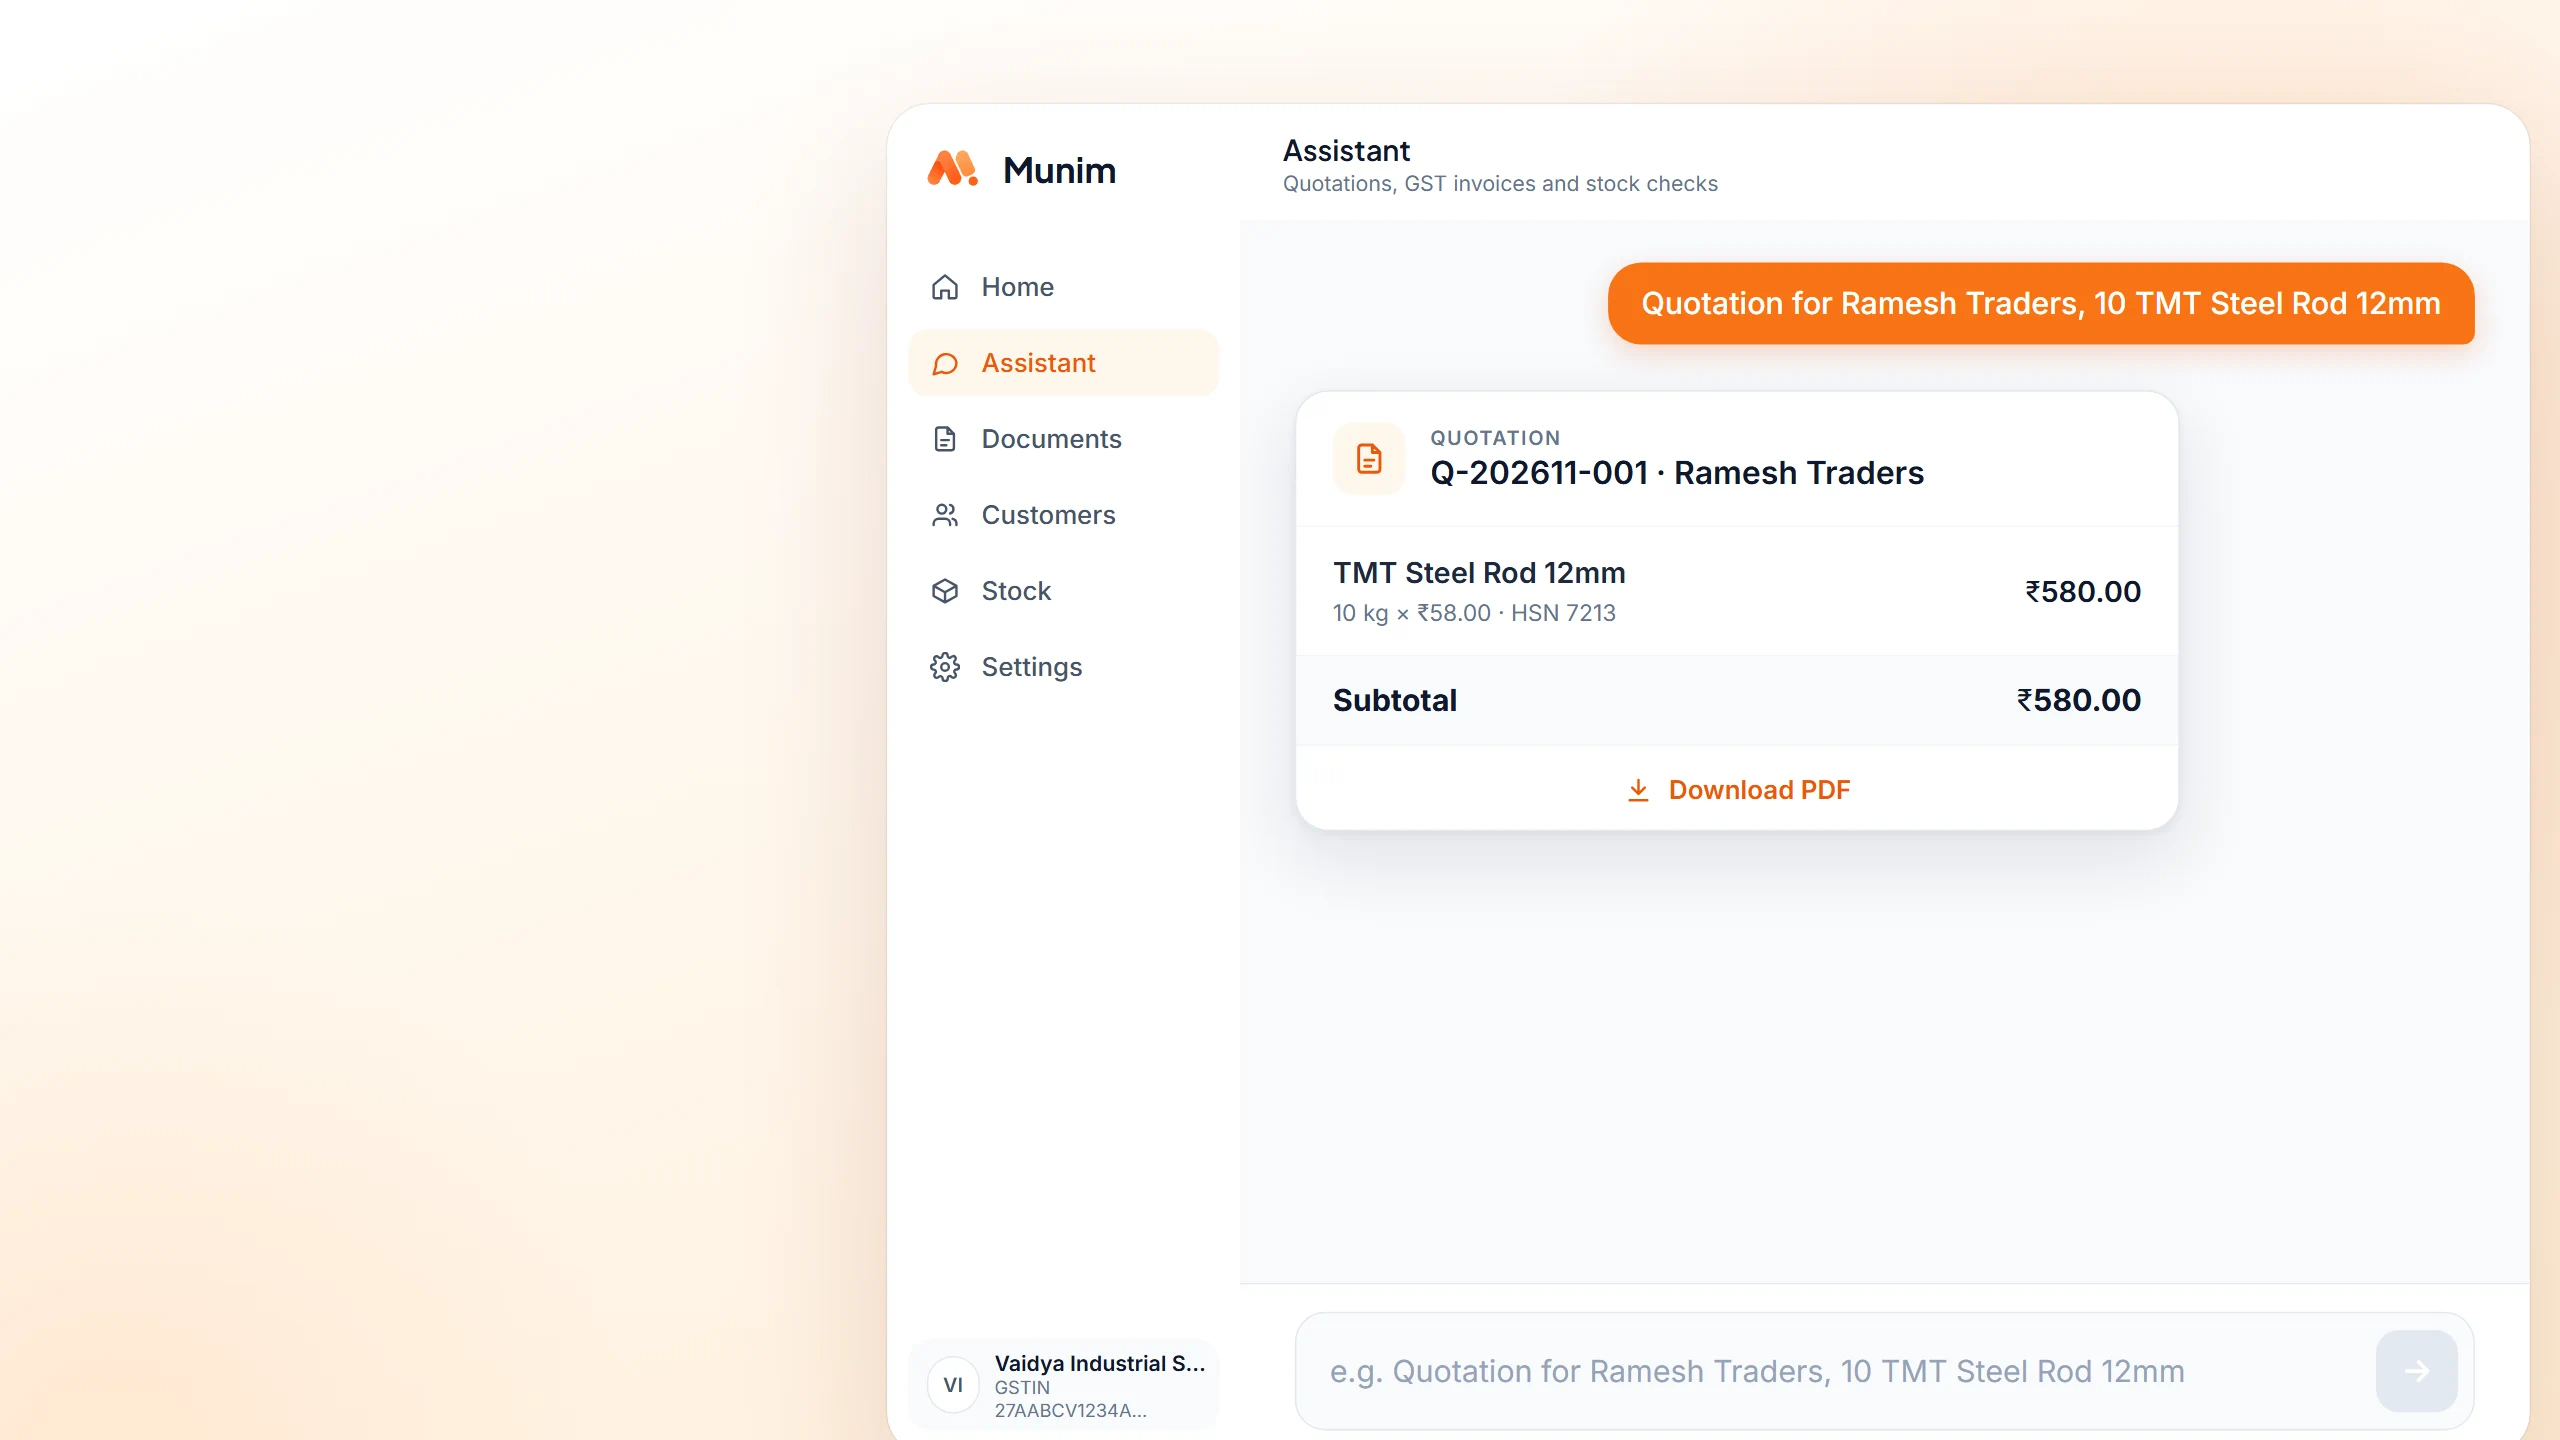 Munim
Home
Assistant
Documents
Customers
Stock
Settings
Vaidya Industrial S...
GSTIN
27AABCV1234A...
Assistant
Quotations, GST invoices and stock checks
Quotation for Ramesh Traders, 10 TMT Steel Rod 12mm
QUOTATION
Q-202611-001 · Ramesh Traders
TMT Steel Rod 12mm
10 kg × ₹58.00 · HSN 7213
₹580.00
Subtotal ₹580.00
Download PDF
e.g. Quotation for Ramesh Traders, 10 TMT Steel Rod 12mm
VI